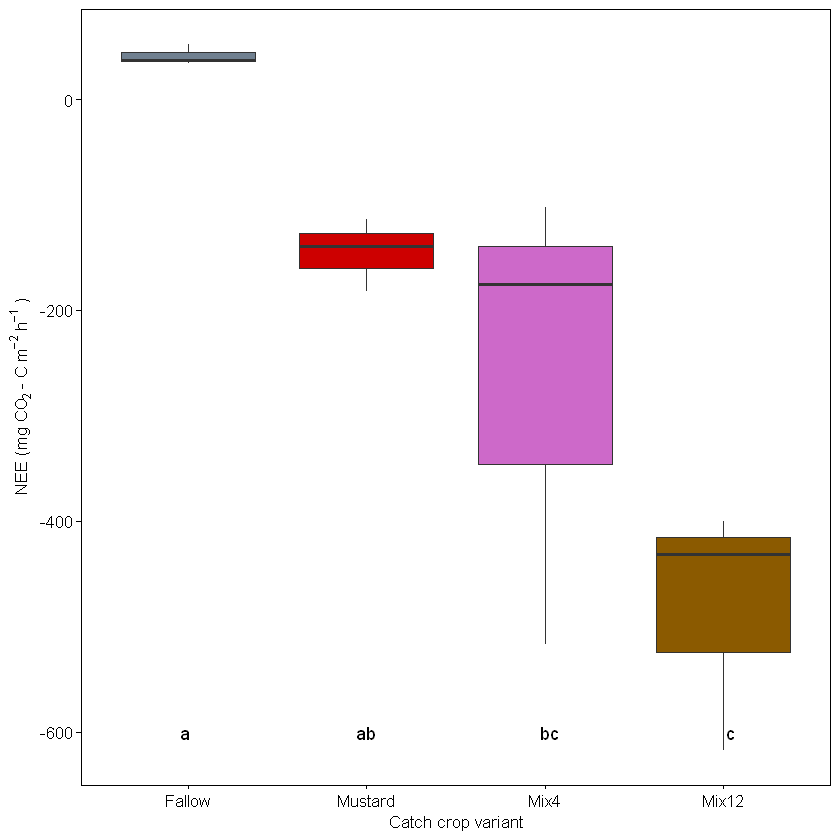 NEE (mg CO₂ - C m⁻² h⁻¹ )
0
-200
-400
-600
a ab bc c
Fallow Mustard Mix4 Mix12
Catch crop variant